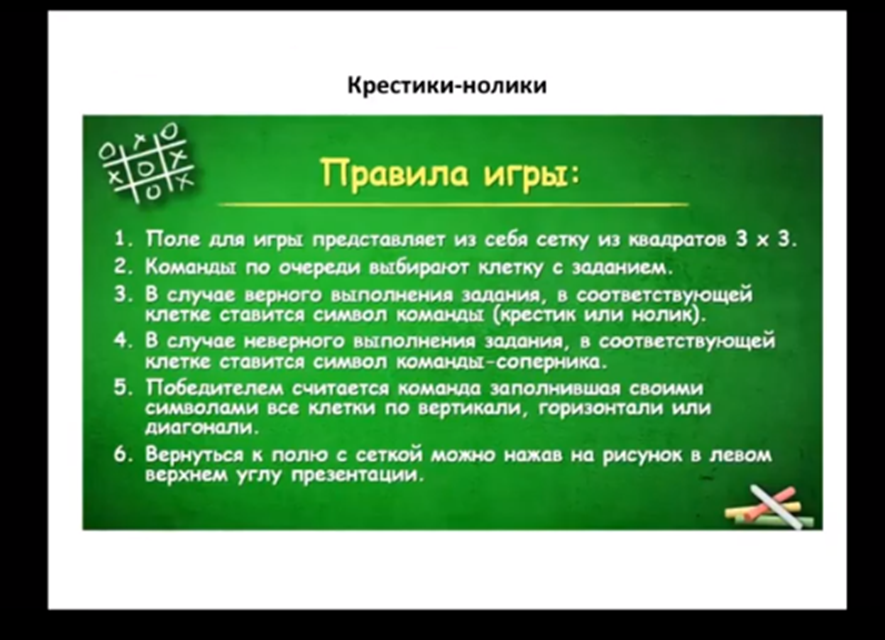 Крестики-нолики
Правила игры:
1. Поле для игры представляет из себя сетку из квадратов 3 х 3.
2. Команды по очереди выбирают клетку с заданием.
3. В случае верного выполнения задания, в соответствующей
клетке ставится символ команды (крестик или нолик).
4. В случае неверного выполнения задания, в соответствующей
клетке ставится символ команды-соперника.
5. Победителем считается команда заполнившая своими
символами все клетки по вертикали, горизонтали или
диагонали.
6. Вернуться к полю с сеткой можно нажав на рисунок в левом
верхнем углу презентации.